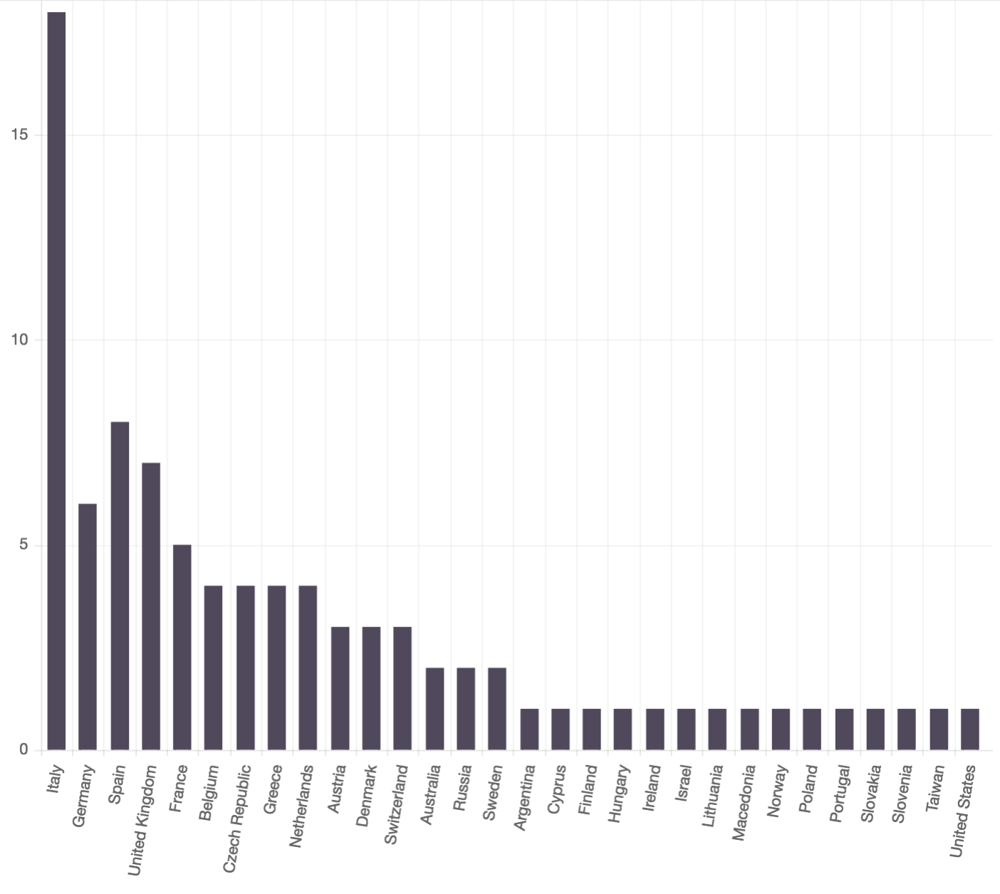 15
10
5
0
Italy
Germany
Spain
United Kingdom
France
Belgium
Czech Republic
Greece
Netherlands
Austria
Denmark
Switzerland
Australia
Russia
Sweden
Argentina
Cyprus
Finland
Hungary
Ireland
Israel
Lithuania
Macedonia
Norway
Poland
Portugal
Slovakia
Slovenia
Taiwan
United States